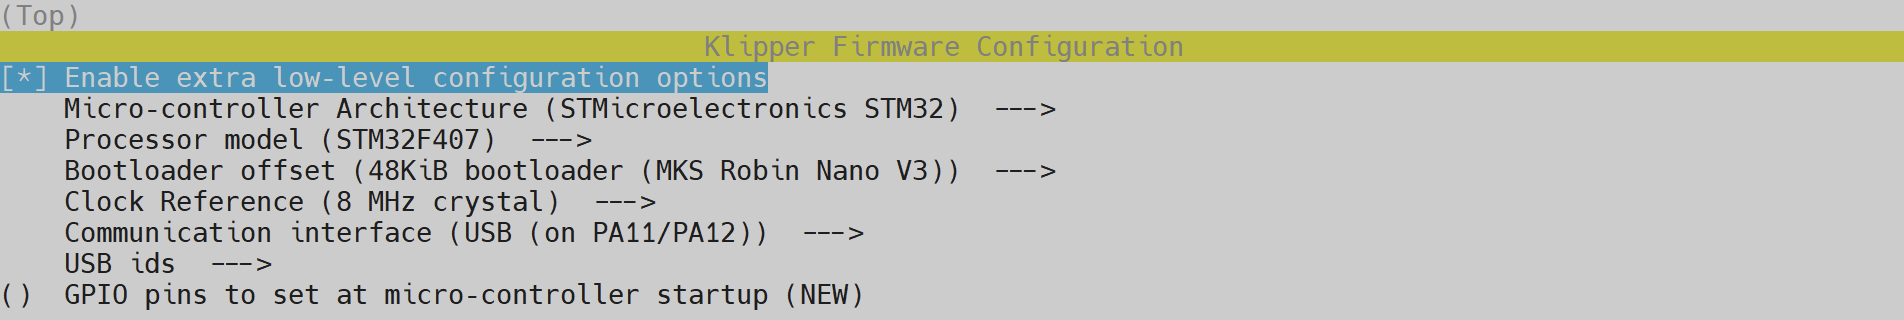 (Top)
Klipper Firmware Configuration
[*] Enable extra low-level configuration options
Micro-controller Architecture (STMicroelectronics STM32)  --->
Processor model (STM32F407)  --->
Bootloader offset (48KiB bootloader (MKS Robin Nano V3))  --->
Clock Reference (8 MHz crystal)  --->
Communication interface (USB (on PA11/PA12))  --->
USB ids  --->
()  GPIO pins to set at micro-controller startup (NEW)